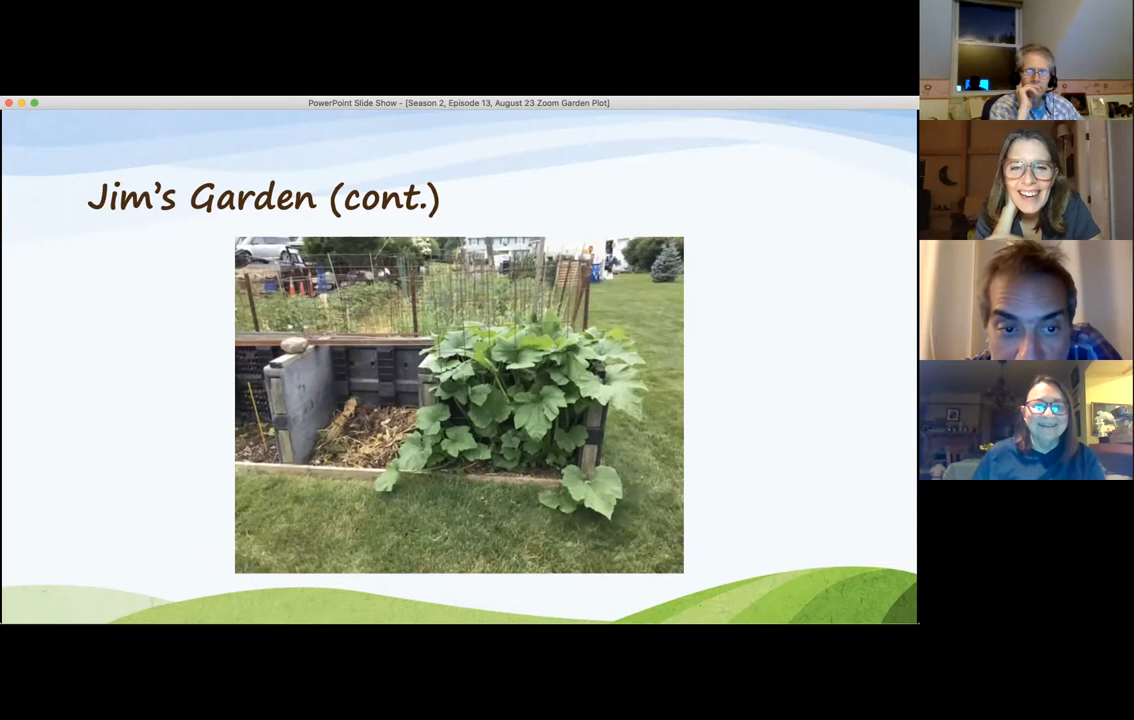 PowerPoint Slide Show - [Season 2, Episode 13, August 23 Zoom Garden Plot]
Jim's Garden (cont.)